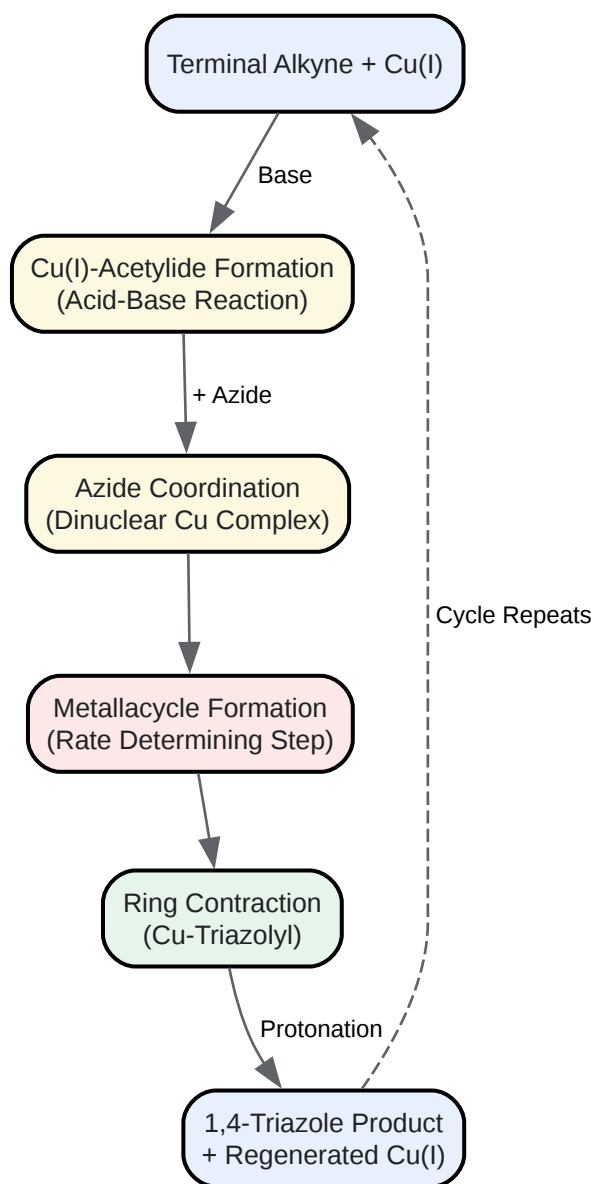 Terminal Alkyne + Cu(I)
Base
Cu(I)-Acetylide Formation
(Acid-Base Reaction)
+ Azide
Azide Coordination
(Dinuclear Cu Complex)
Cycle Repeats
Metallacycle Formation
(Rate Determining Step)
Ring Contraction
(Cu-Triazolyl)
Protonation
1,4-Triazole Product
+ Regenerated Cu(I)